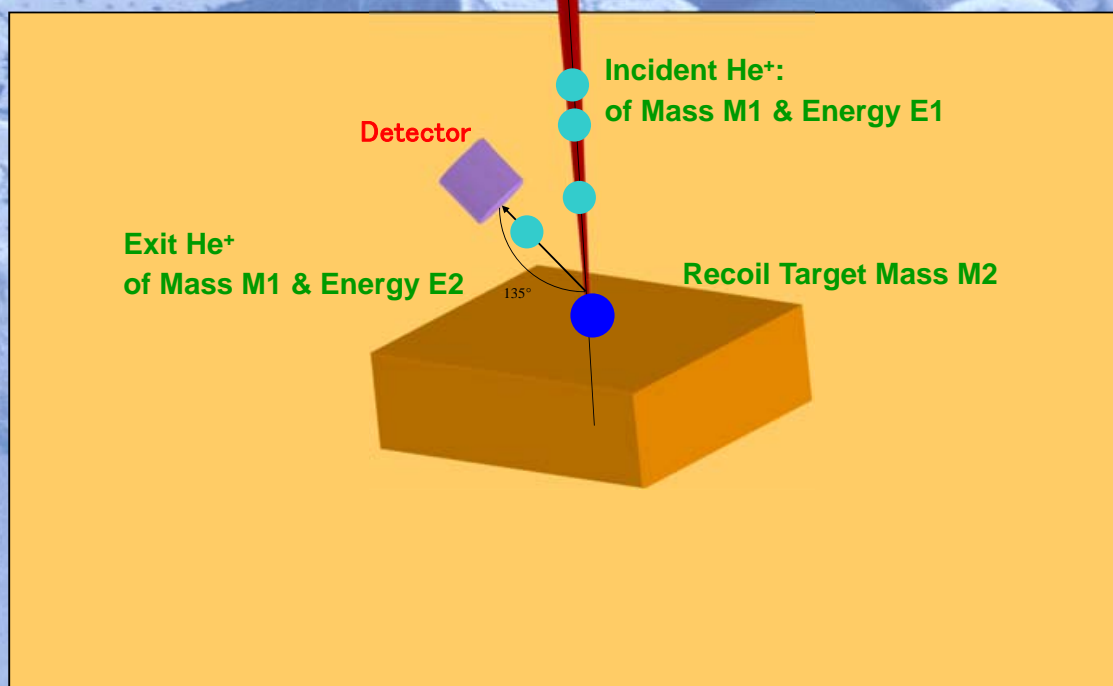 Incident He⁺:
of Mass M1 & Energy E1
Detector
Exit He⁺
of Mass M1 & Energy E2
Recoil Target Mass M2
135°